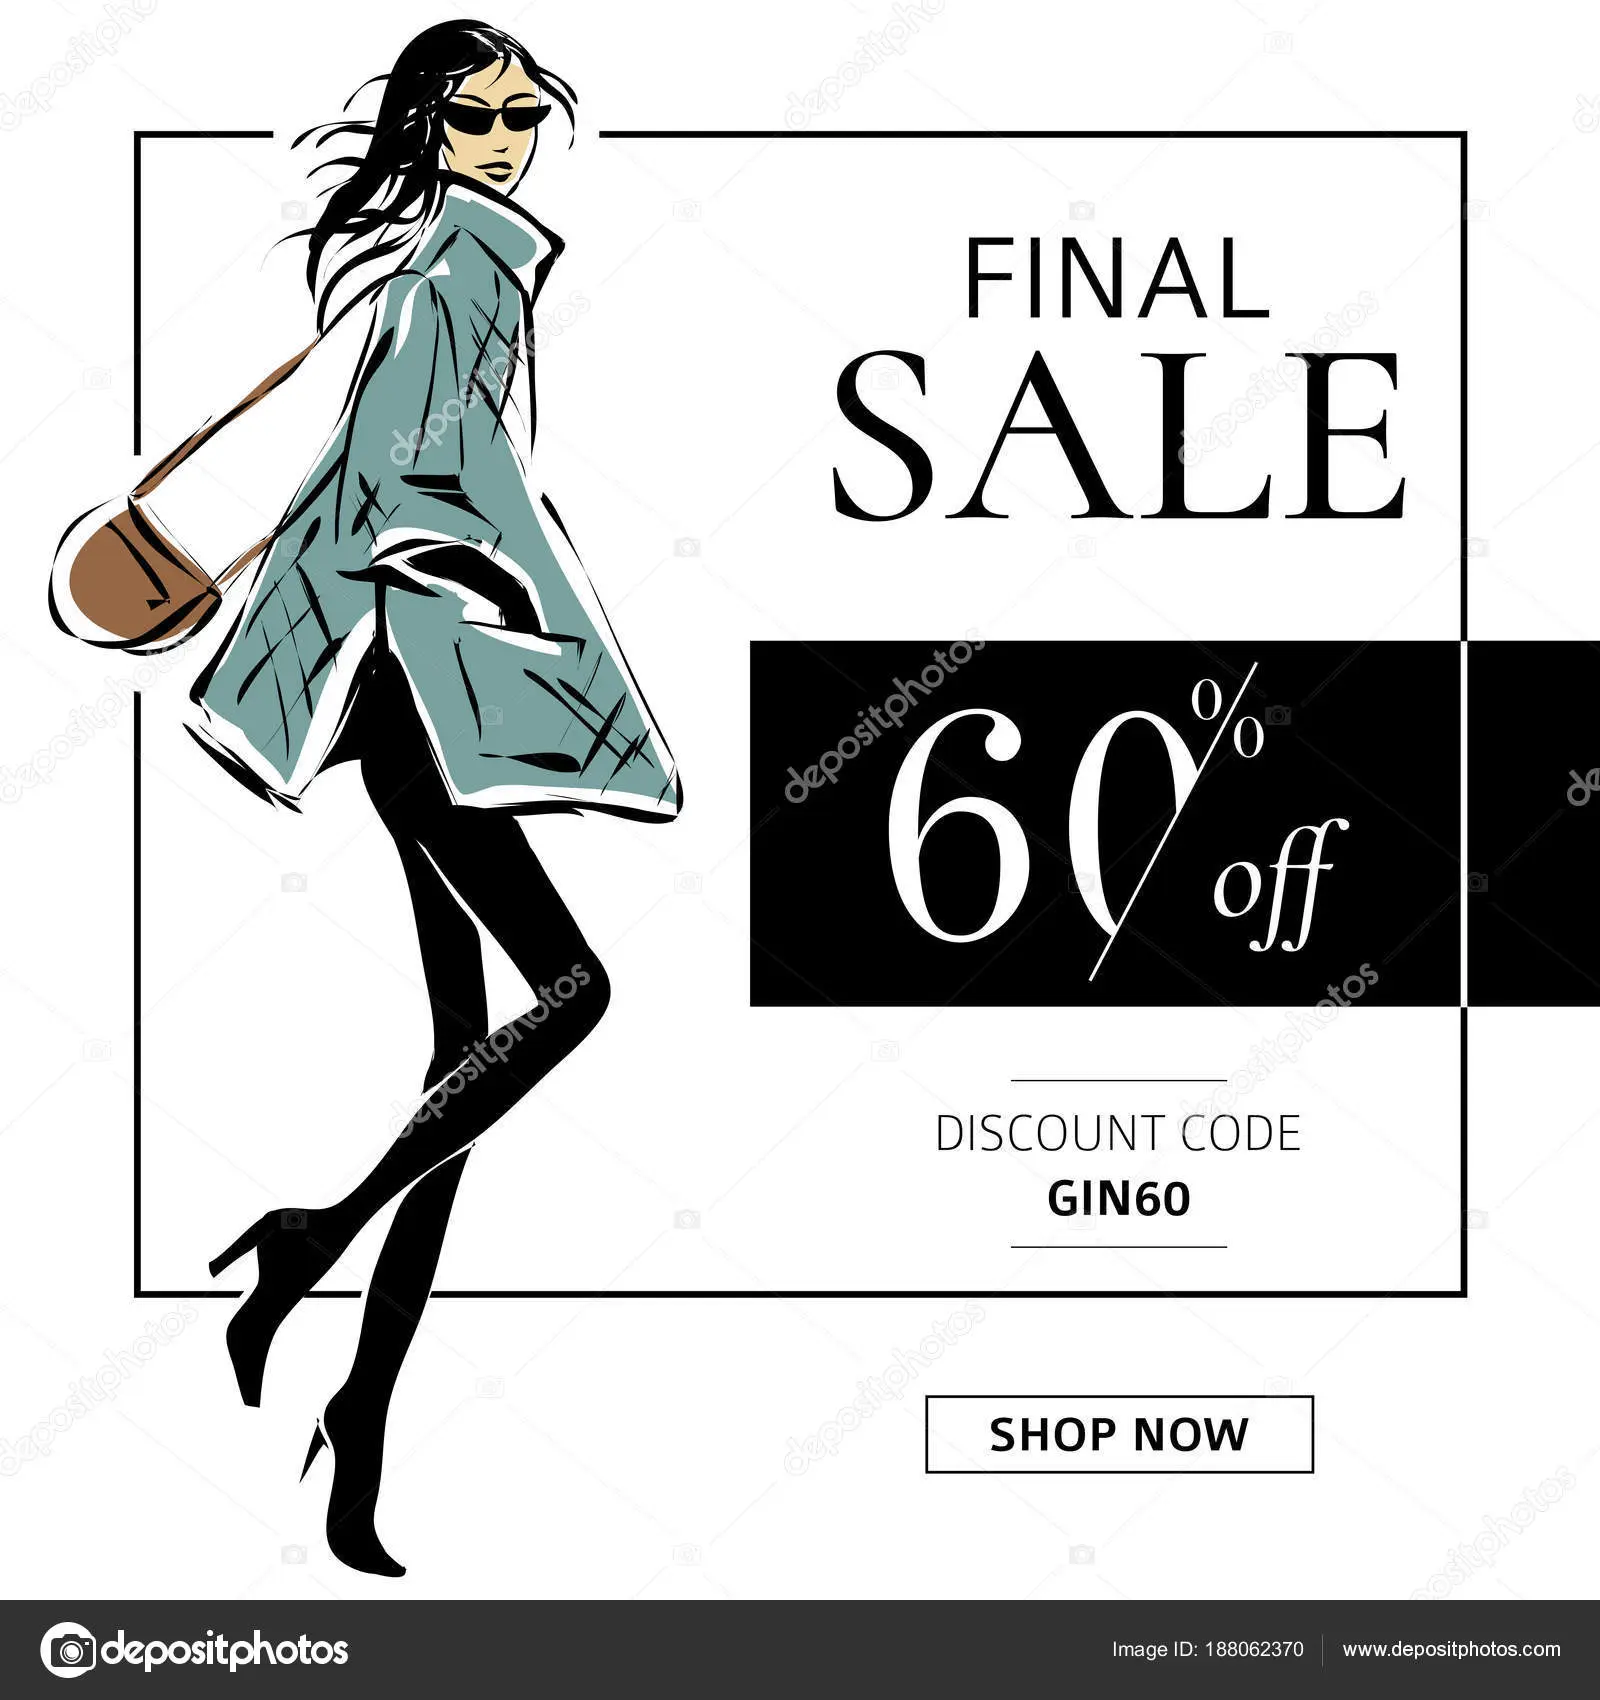 FINAL
SALE
60% off
DISCOUNT CODE
GIN60
SHOP NOW
depositphotos
Image ID: 188062370 www.depositphotos.com